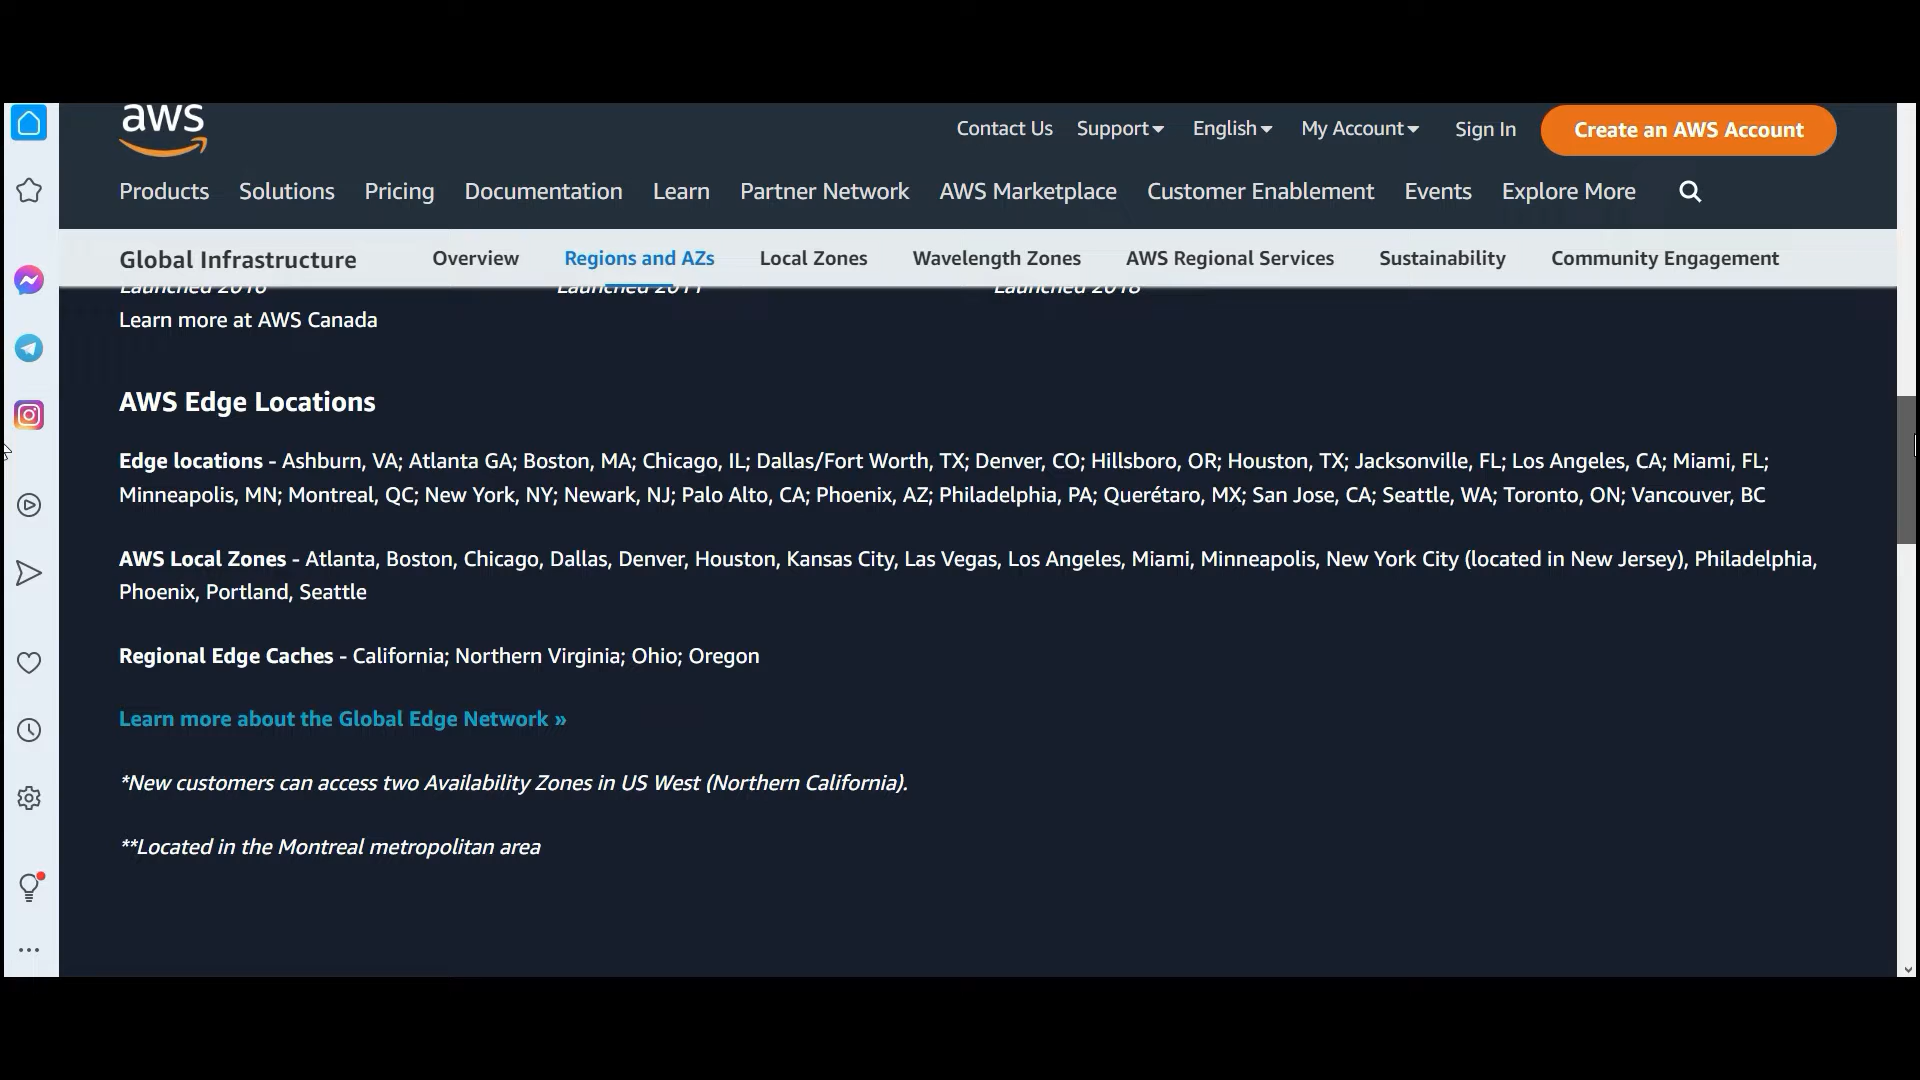 aws
Contact Us Support English My Account Sign In Create an AWS Account
Products Solutions Pricing Documentation Learn Partner Network AWS Marketplace Customer Enablement Events Explore More
Global Infrastructure Overview Regions and AZs Local Zones Wavelength Zones AWS Regional Services Sustainability Community Engagement
Launched 2016 Launched 2011 Launched 2018
Learn more at AWS Canada
AWS Edge Locations
Edge locations - Ashburn, VA; Atlanta GA; Boston, MA; Chicago, IL; Dallas/Fort Worth, TX; Denver, CO; Hillsboro, OR; Houston, TX; Jacksonville, FL; Los Angeles, CA; Miami, FL;
Minneapolis, MN; Montreal, QC; New York, NY; Newark, NJ; Palo Alto, CA; Phoenix, AZ; Philadelphia, PA; Querétaro, MX; San Jose, CA; Seattle, WA; Toronto, ON; Vancouver, BC
AWS Local Zones - Atlanta, Boston, Chicago, Dallas, Denver, Houston, Kansas City, Las Vegas, Los Angeles, Miami, Minneapolis, New York City (located in New Jersey), Philadelphia,
Phoenix, Portland, Seattle
Regional Edge Caches - California; Northern Virginia; Ohio; Oregon
Learn more about the Global Edge Network »
*New customers can access two Availability Zones in US West (Northern California).
**Located in the Montreal metropolitan area